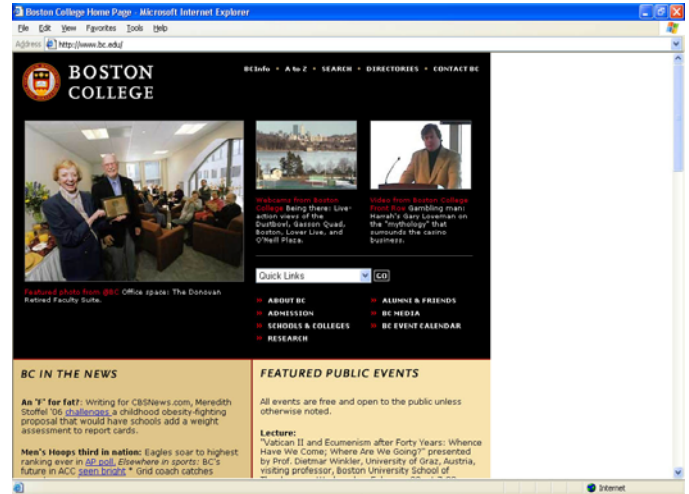 Boston College Home Page - Microsoft Internet Explorer
File Edit View Favorites Tools Help
Address http://www.bc.edu/
BOSTON
COLLEGE
BCInfo • A to Z • SEARCH • DIRECTORIES • CONTACT BC
Featured photo from @BC Office space: The Donovan
Retired Faculty Suite.
Webcams from Boston
College Being there: Live-
action views of the
Dustbowl, Gasson Quad,
Boston, Lower Live, and
O'Neill Plaza.
Video from Boston College
Front Row Gambling man:
Harrah's Gary Loveman on
the "mythology" that
surrounds the casino
business.
Quick Links
GO
» ABOUT BC
» ADMISSION
» SCHOOLS & COLLEGES
» RESEARCH
» ALUMNI & FRIENDS
» BC MEDIA
» BC EVENT CALENDAR
BC IN THE NEWS
An 'F' for fat?: Writing for CBSNews.com, Meredith
Stoffel '06 challenges a childhood obesity-fighting
proposal that would have schools add a weight
assessment to report cards.
Men's Hoops third in nation: Eagles soar to highest
ranking ever in AP poll. Elsewhere in sports: BC's
future in ACC seen bright * Grid coach catches
FEATURED PUBLIC EVENTS
All events are free and open to the public unless
otherwise noted.
Lecture:
"Vatican II and Ecumenism after Forty Years: Whence
Have We Come; Where Are We Going?" presented
by Prof. Dietmar Winkler, University of Graz, Austria,
visiting professor, Boston University School of
Internet